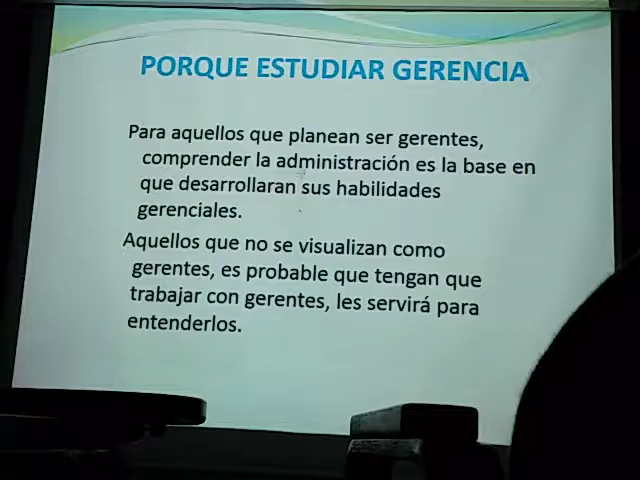 PORQUE ESTUDIAR GERENCIA
Para aquellos que planean ser gerentes,
comprender la administración es la base en
que desarrollaran sus habilidades
gerenciales.
Aquellos que no se visualizan como
gerentes, es probable que tengan que
trabajar con gerentes, les servirá para
entenderlos.